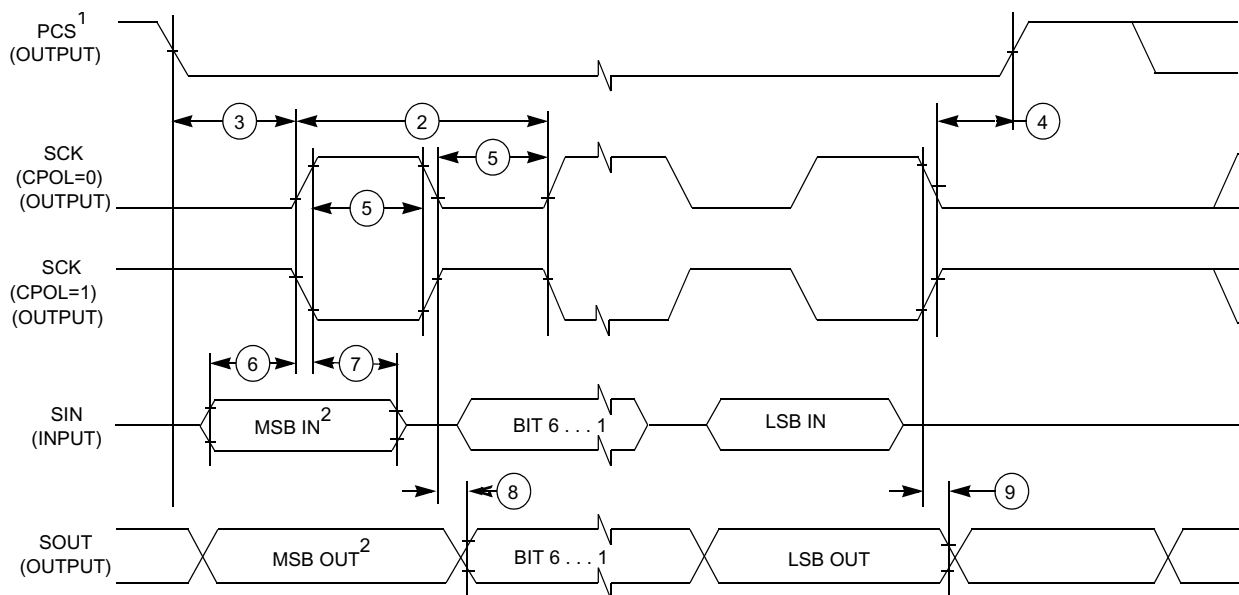 PCS1
(OUTPUT)
3
2
4
SCK
(CPOL=0)
(OUTPUT)
5
5
SCK
(CPOL=1)
(OUTPUT)
6
7
SIN
(INPUT)
MSB IN2
BIT 6 . . . 1
LSB IN
8
9
SOUT
(OUTPUT)
MSB OUT2
BIT 6 . . . 1
LSB OUT